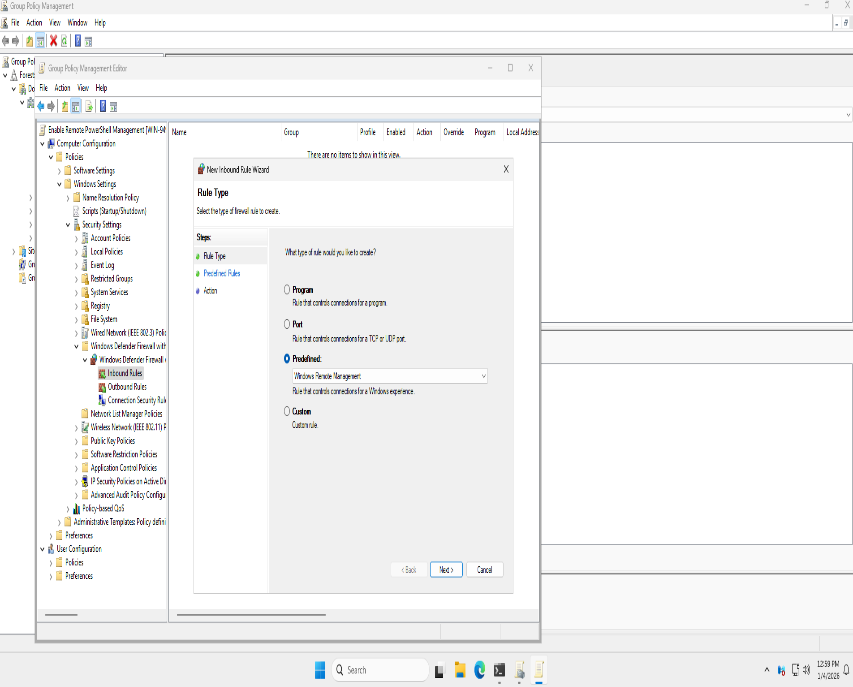 Group Policy Management
File Action View Window Help
Group Pol
Forest
Do
Sit
Gr
Gr
Group Policy Management Editor
File Action View Help
Enable Remote PowerShell Management [WIN-94
Computer Configuration
Policies
Software Settings
Windows Settings
Name Resolution Policy
Scripts (Startup/Shutdown)
Security Settings
Account Policies
Local Policies
Event Log
Restricted Groups
System Services
Registry
File System
Wired Network (IEEE 802.3) Polic
Windows Defender Firewall with
Windows Defender Firewall
Inbound Rules
Outbound Rules
Connection Security Rule
Network List Manager Policies
Wireless Network (IEEE 802.11) P
Public Key Policies
Software Restriction Policies
Application Control Policies
IP Security Policies on Active Di
Advanced Audit Policy Configu
Policy-based QoS
Administrative Templates: Policy defini
Preferences
User Configuration
Policies
Preferences
Name Group Profile Enabled Action Override Program Local Address
There are no items to show in this view.
New Inbound Rule Wizard
Rule Type
Select the type of firewall rule to create.
Steps:
Rule Type
Predefined Rules
Action
What type of rule would you like to create?
Program
Rule that controls connections for a program.
Port
Rule that controls connections for a TCP or UDP port.
Predefined:
Windows Remote Management
Rule that controls connections for a Windows experience.
Custom
Custom rule.
< Back Next > Cancel
Search
12:59 PM
1/4/2026